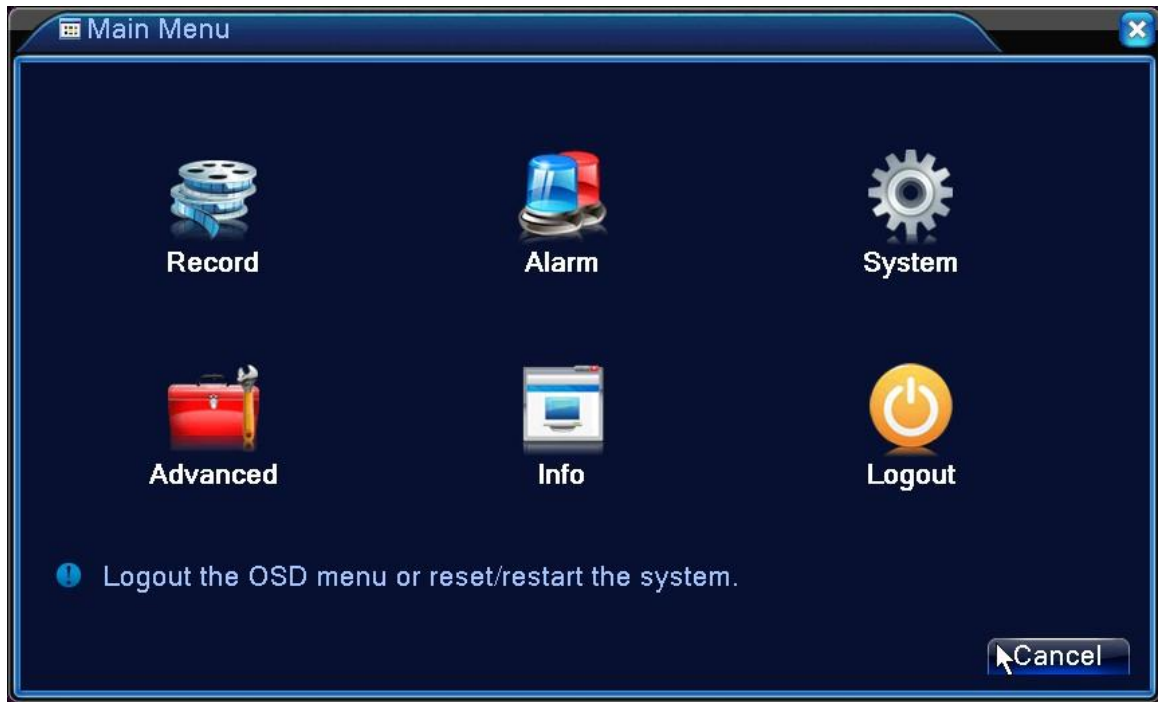 Main Menu
Record Alarm System
Advanced Info Logout
Logout the OSD menu or reset/restart the system.
Cancel